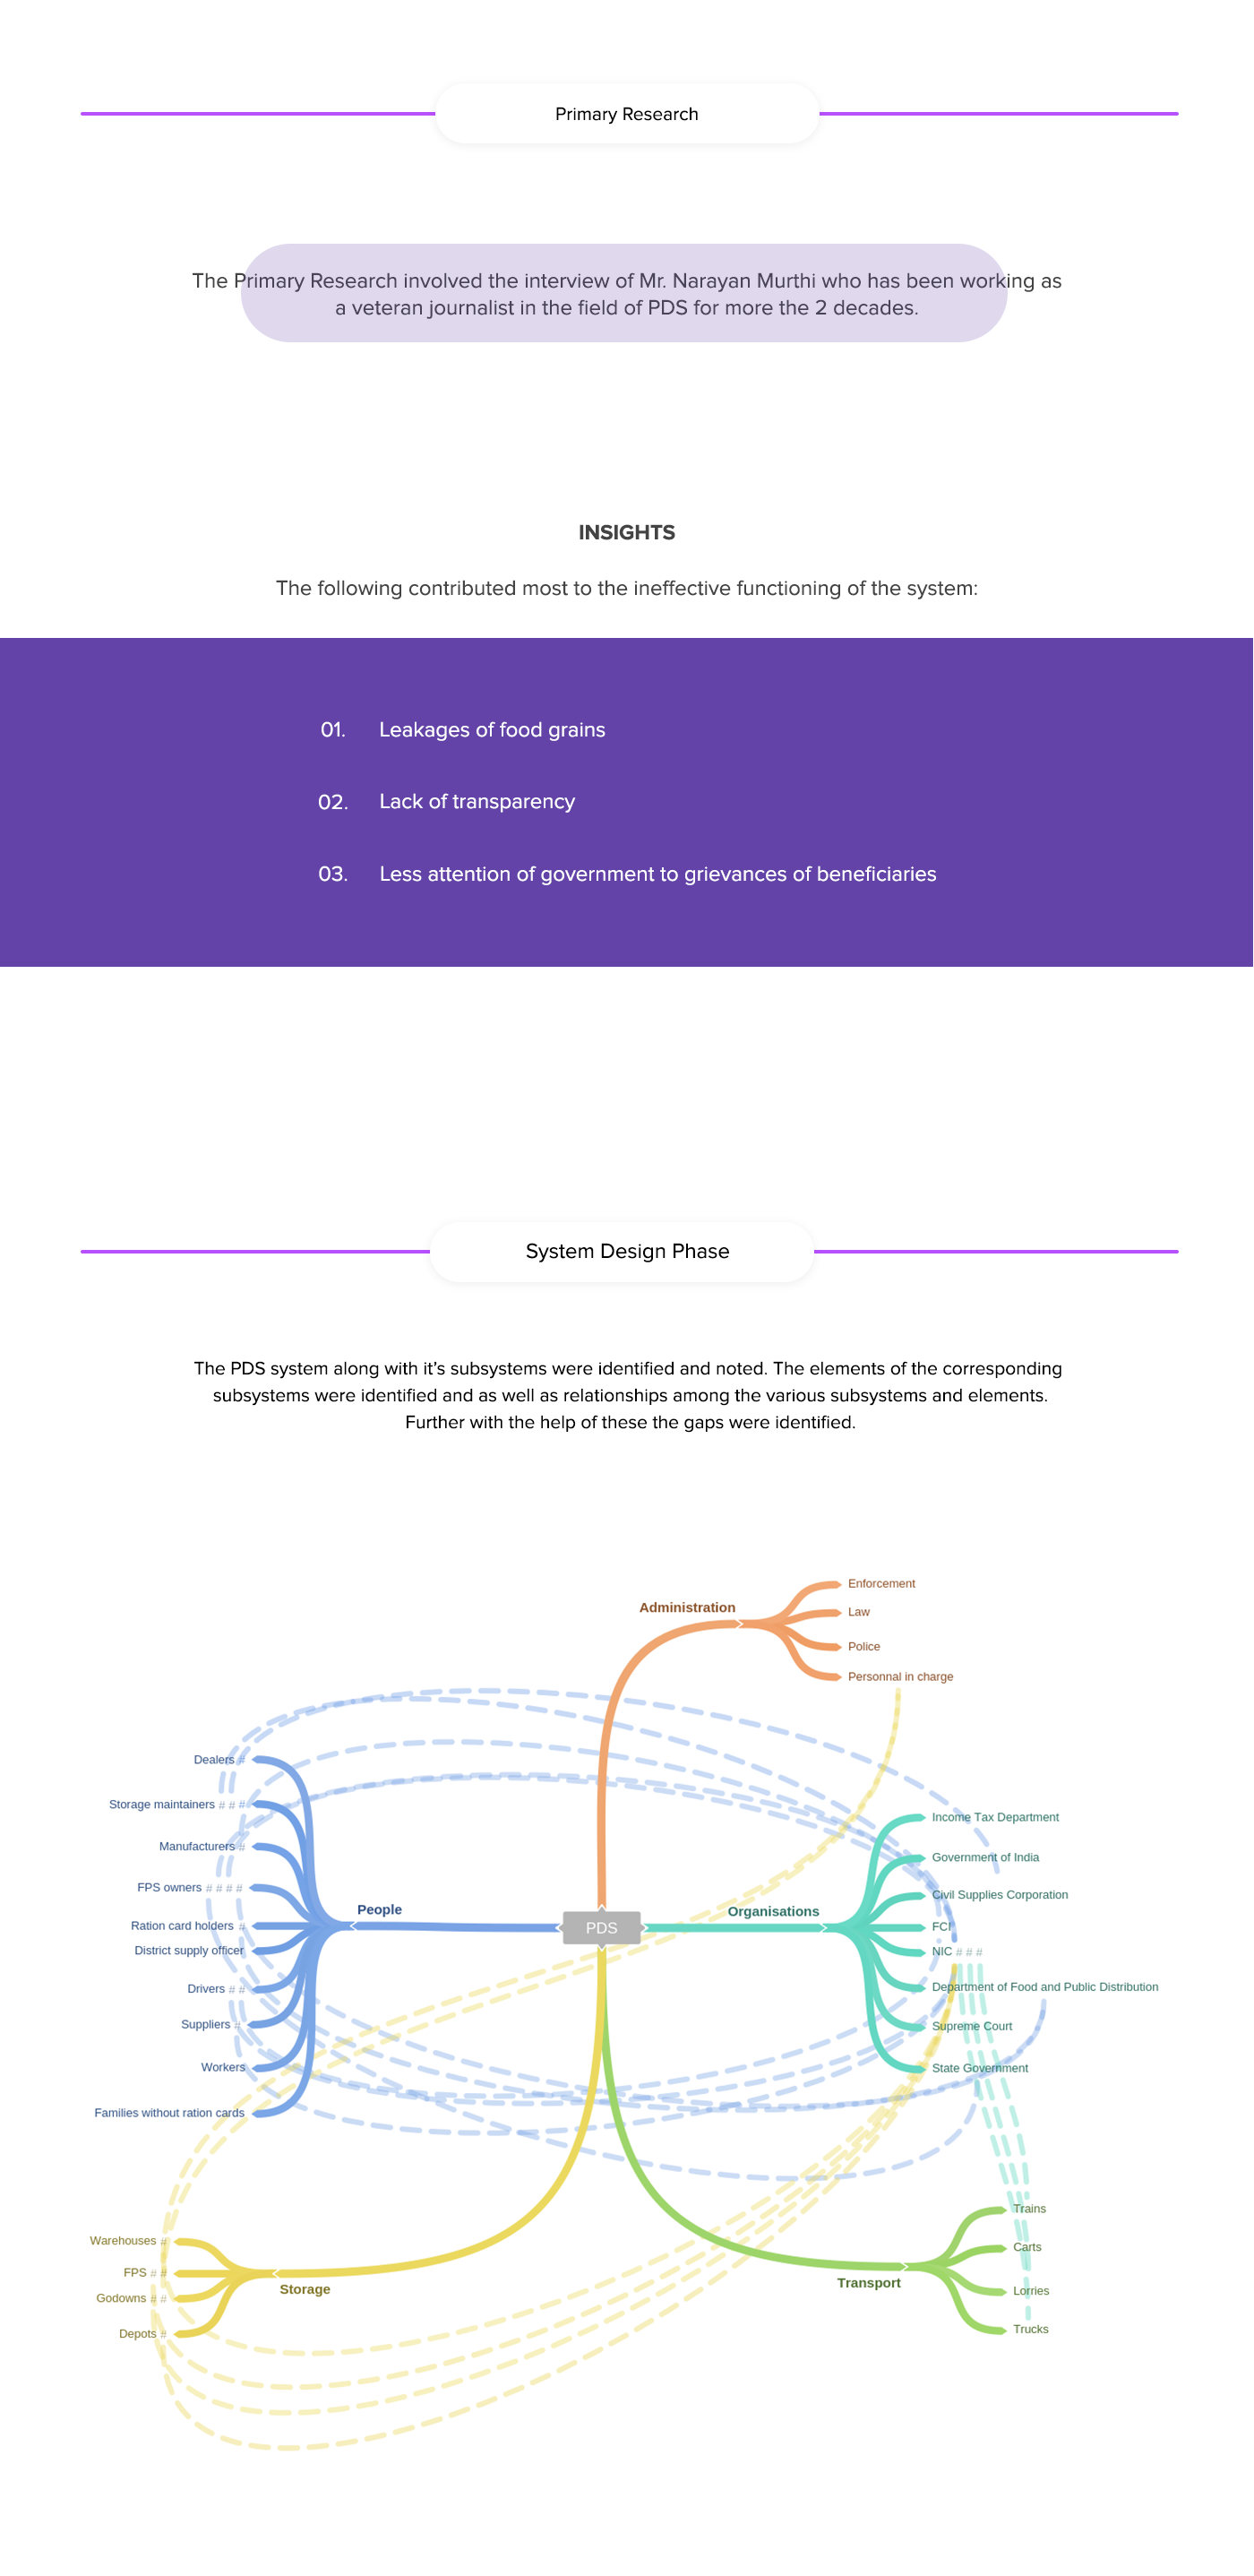 Primary Research
The Primary Research involved the interview of Mr. Narayan Murthi who has been working as
a veteran journalist in the field of PDS for more the 2 decades.
INSIGHTS
The following contributed most to the ineffective functioning of the system:
01. Leakages of food grains
02. Lack of transparency
03. Less attention of government to grievances of beneficiaries
System Design Phase
The PDS system along with it’s subsystems were identified and noted. The elements of the corresponding
subsystems were identified and as well as relationships among the various subsystems and elements.
Further with the help of these the gaps were identified.
Administration
Enforcement
Law
Police
Personnal in charge
Dealers #
Storage maintainers # # #
Manufacturers #
FPS owners # # # #
Ration card holders #
District supply officer
Drivers # #
Suppliers #
Workers
Families without ration cards
People
PDS
Organisations
Income Tax Department
Government of India
Civil Supplies Corporation
FCI
NIC # # #
Department of Food and Public Distribution
Supreme Court
State Government
Warehouses #
FPS # #
Godowns # #
Depots #
Storage
Transport
Trains
Carts
Lorries
Trucks